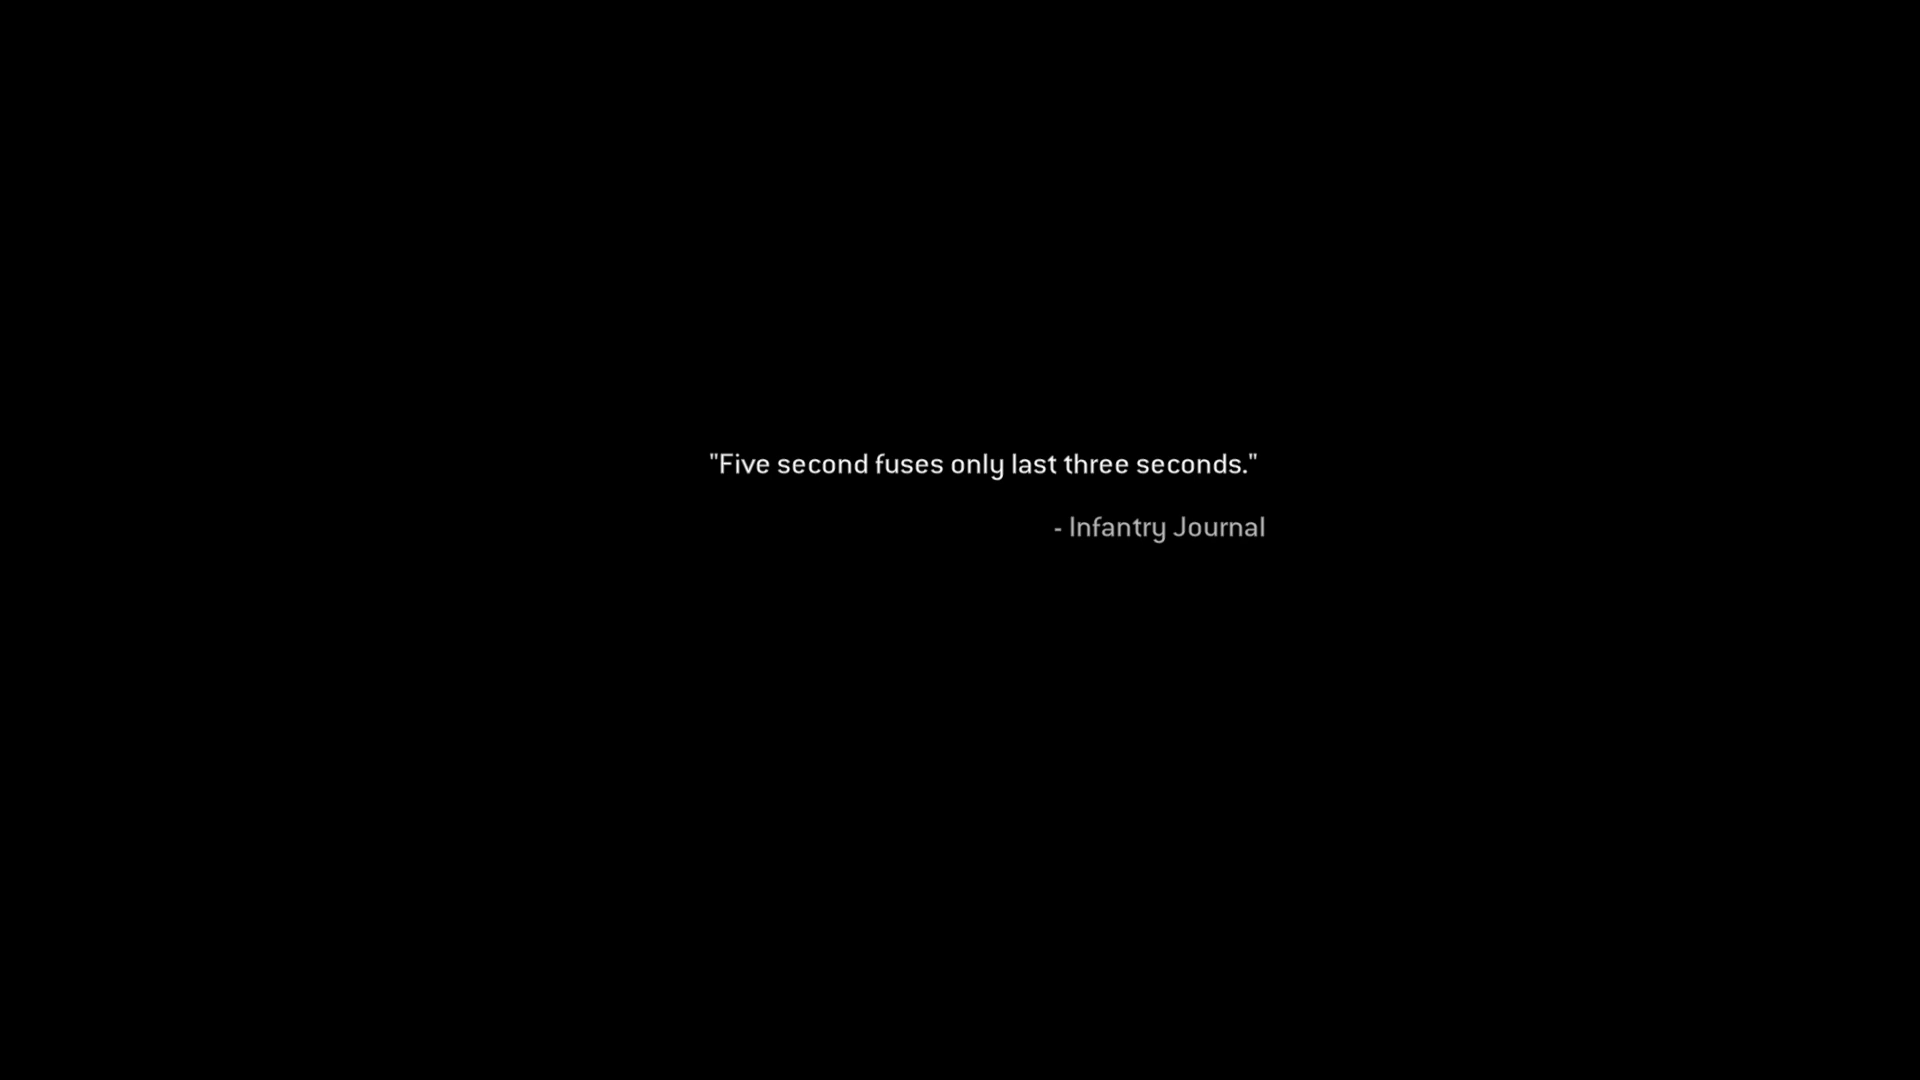 "Five second fuses only last three seconds."
- Infantry Journal